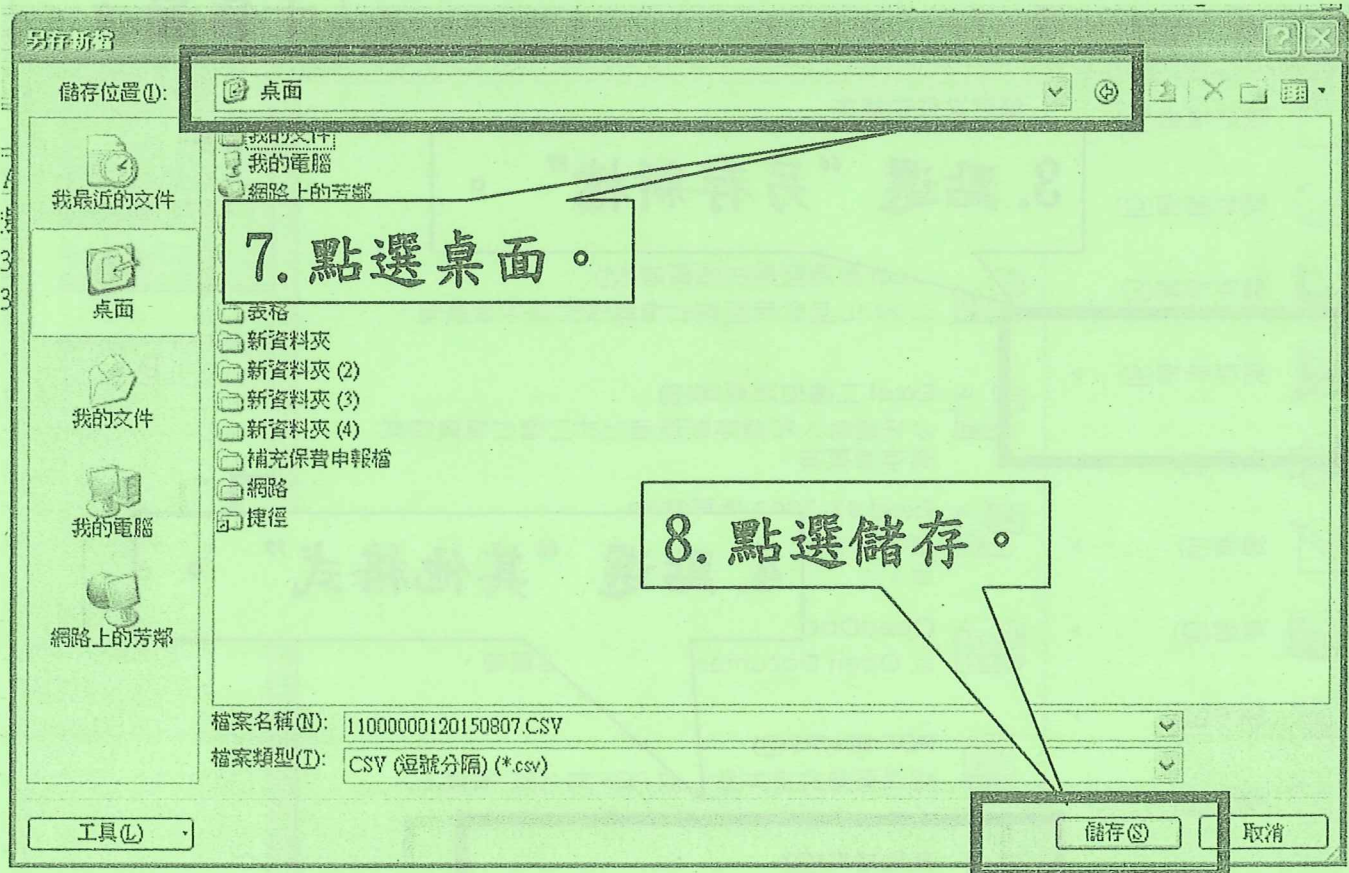 另存新檔
儲存位置(I):
桌面
我的文件
我的電腦
網路上的芳鄰
7. 點選桌面。
表格
新資料夾
新資料夾 (2)
新資料夾 (3)
新資料夾 (4)
補充保費申報檔
網路
捷徑
我最近的文件
桌面
我的文件
我的電腦
網路上的芳鄰
8. 點選儲存。
檔案名稱(N):
11000000120150807.CSV
檔案類型(T):
CSV (逗號分隔) (*.csv)
工具(L)
儲存(S)
取消